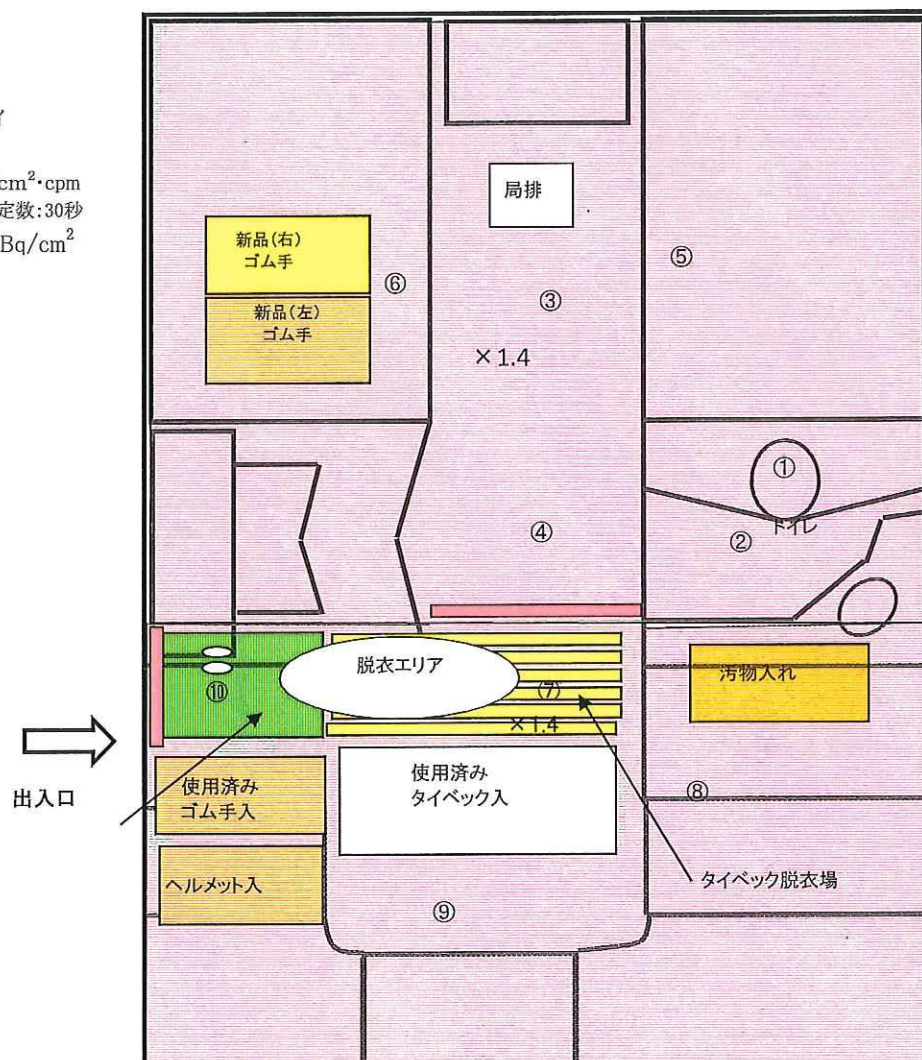 cm²・cpm
定数:30秒
Bq/cm²
局排
新品(右)
ゴム手
新品(左)
ゴム手
⑥
③
⑤
×1.4
①
トイレ
②
④
脱衣エリア
⑦
×1.4
⑩
汚物入れ
出入口
使用済み
ゴム手入
使用済み
タイベック入
⑧
ヘルメット入
タイベック脱衣場
⑨